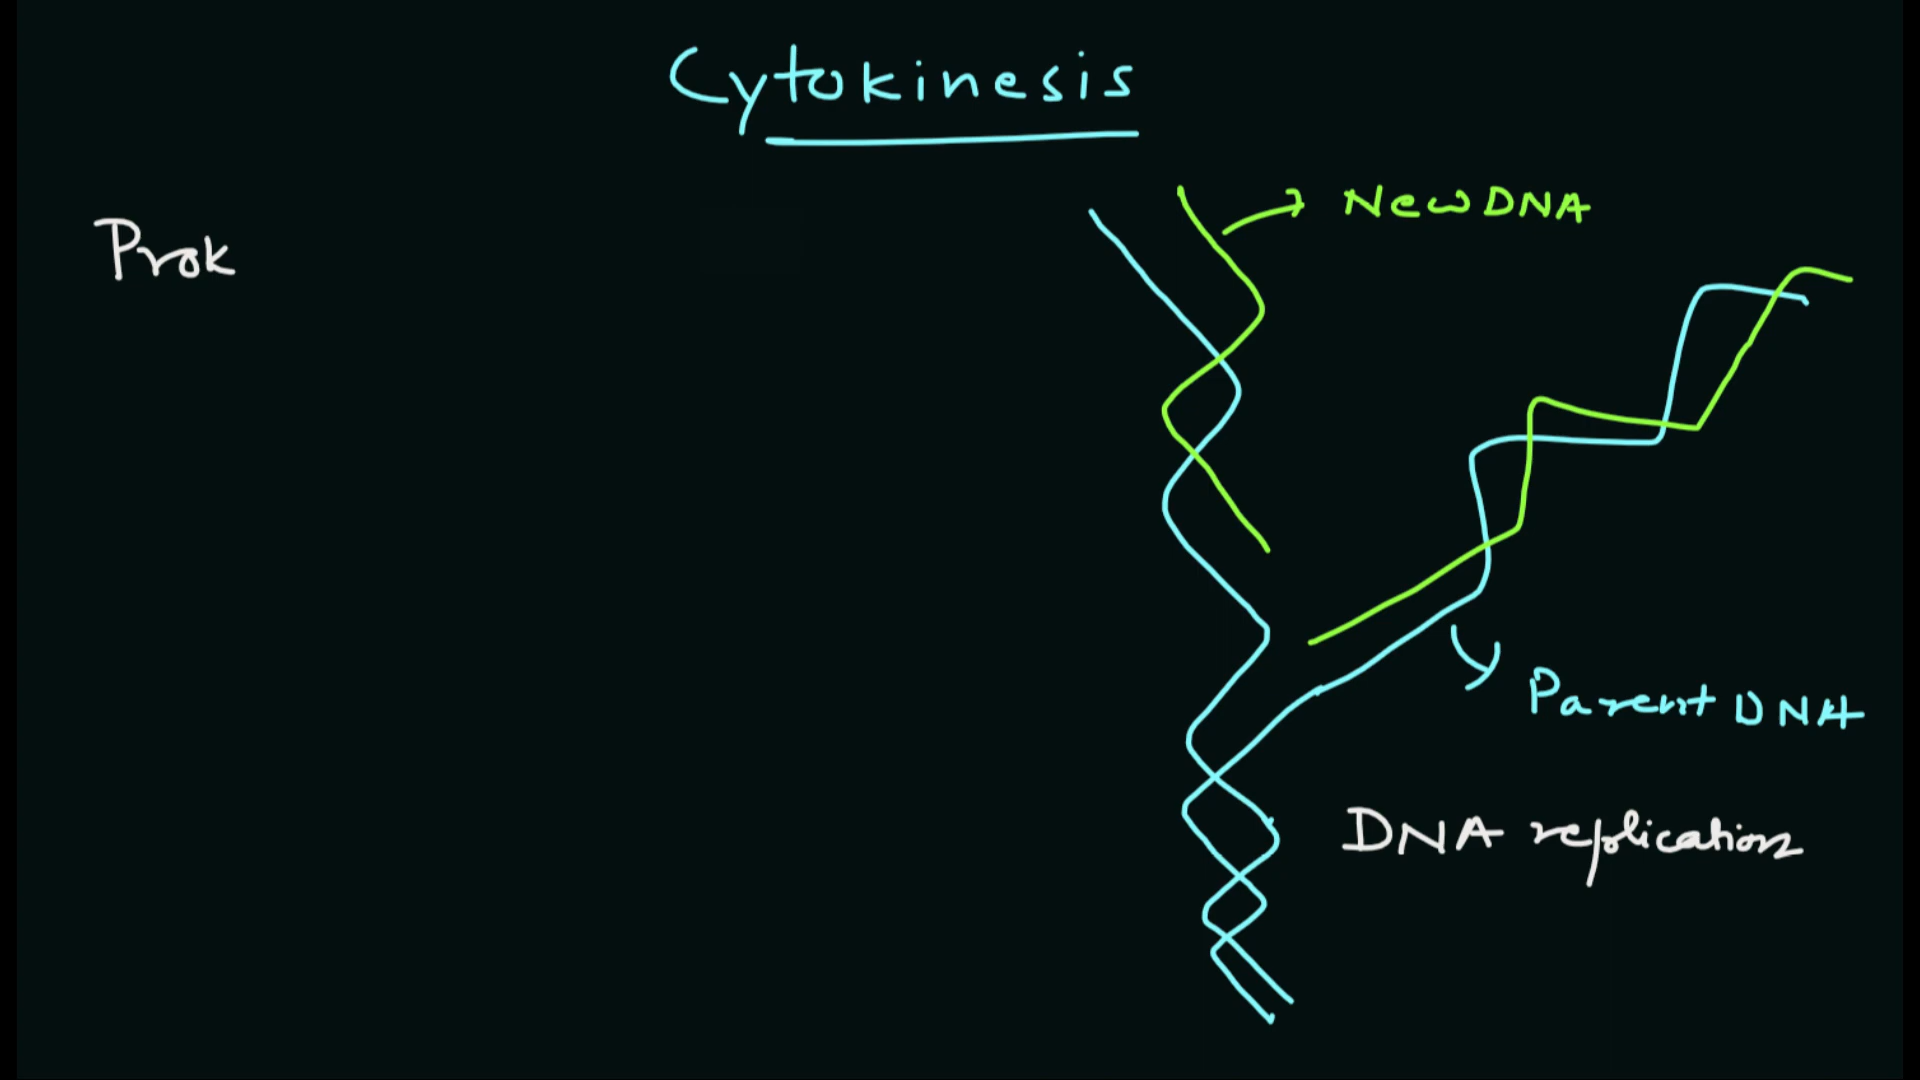 Cytokinesis
New DNA
Prok
Parent DNA
DNA replication